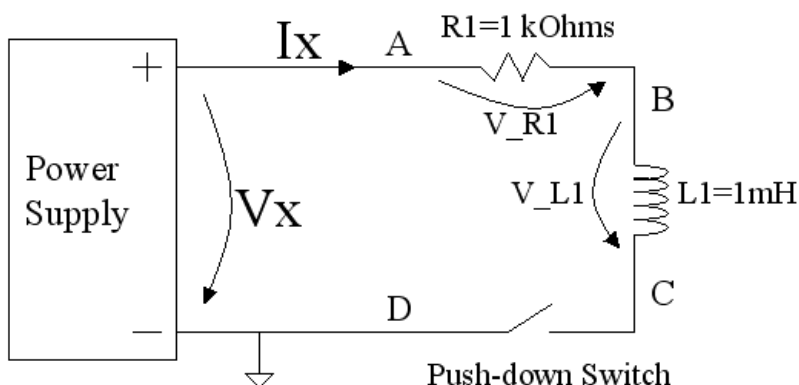 R1=1 kOhms
Ix
A
+
B
V_R1
Power
Supply
Vx
V_L1
L1=1mH
C
D
−
Push-down Switch